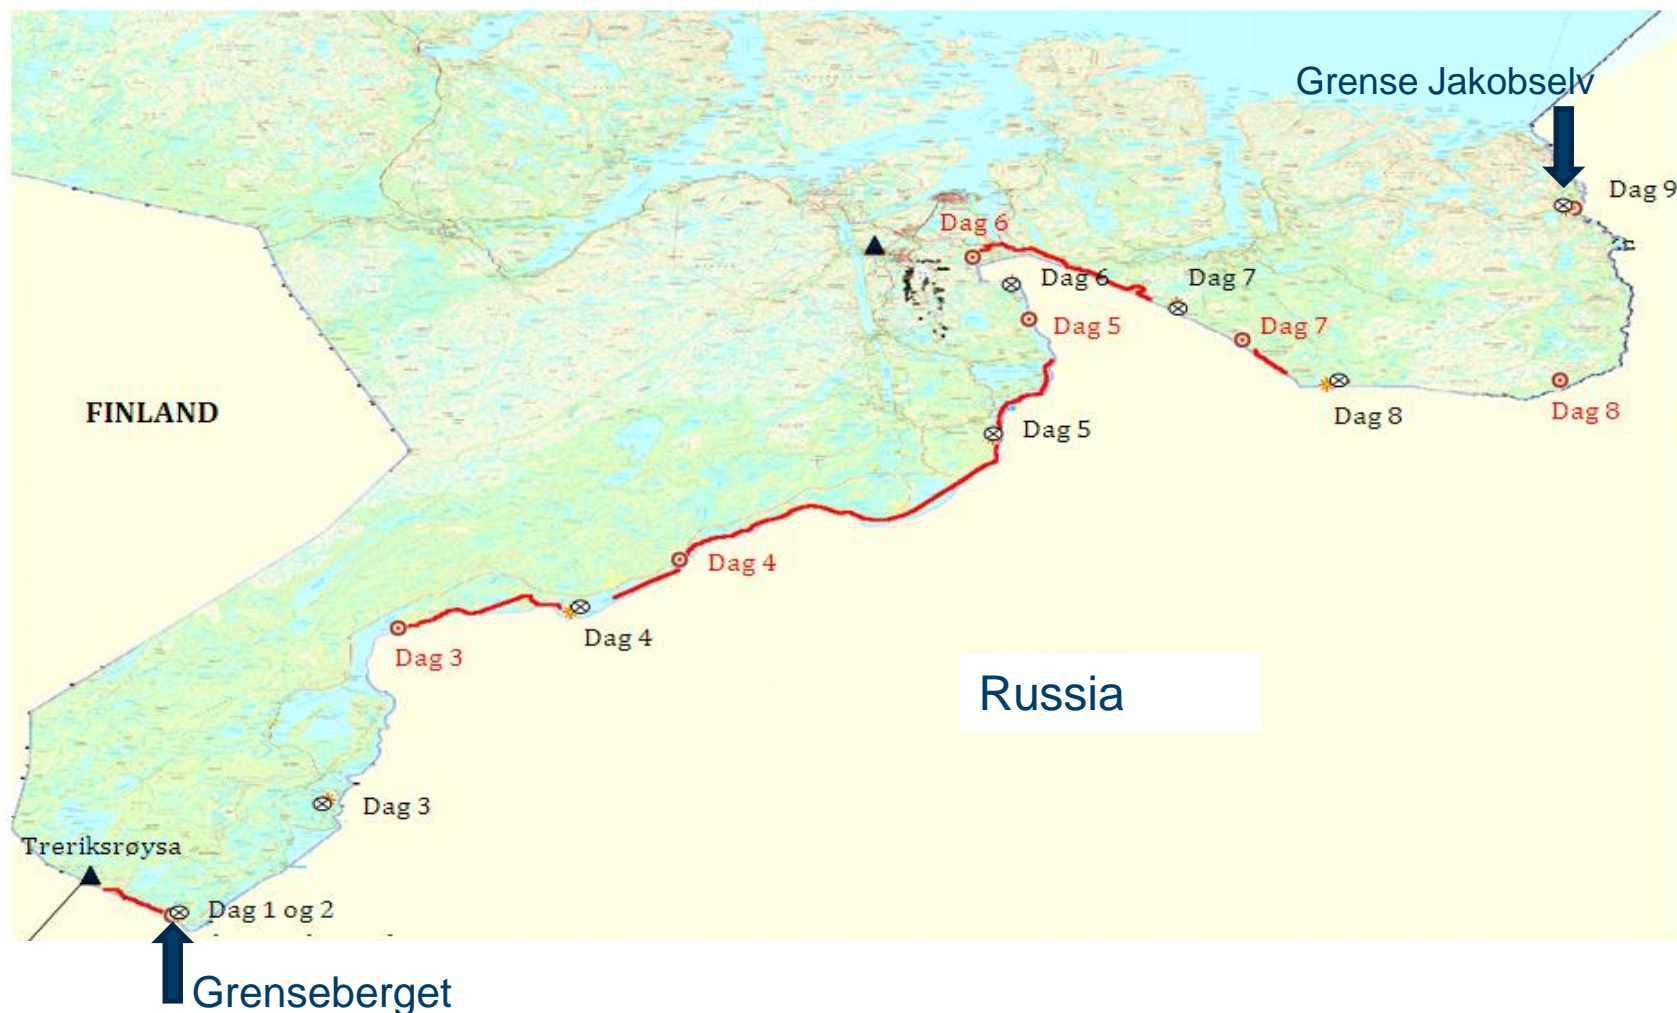 Grense Jakobselv
Dag 9
Dag 6
Dag 6
Dag 7
Dag 5
Dag 7
FINLAND
Dag 8
Dag 8
Dag 5
Dag 4
Dag 4
Dag 3
Russia
Dag 3
Treriksrøysa
Dag 1 og 2
Grenseberget